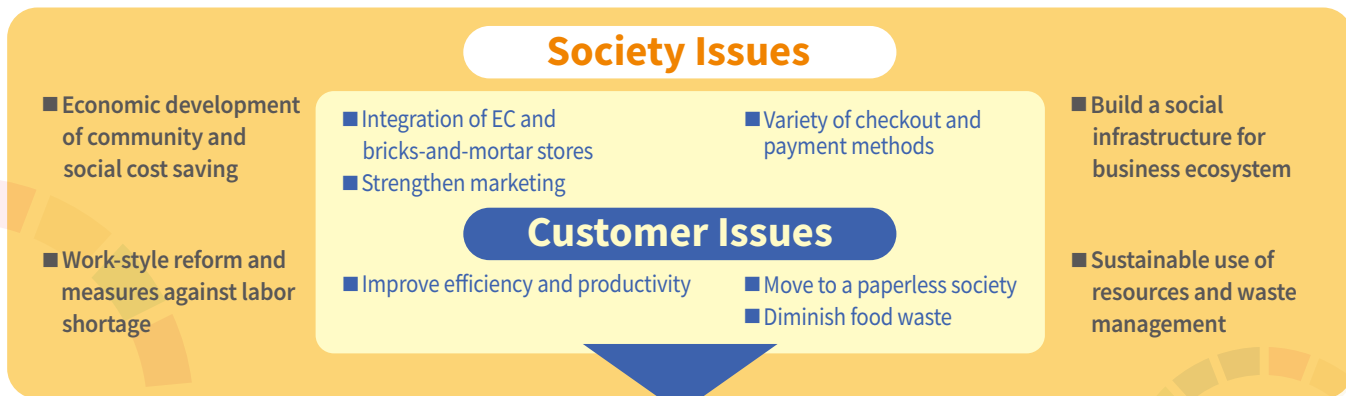 Society Issues
■ Economic development
of community and
social cost saving
■ Work-style reform and
measures against labor
shortage
■ Integration of EC and
bricks-and-mortar stores
■ Strengthen marketing
■ Variety of checkout and
payment methods
Customer Issues
■ Improve efficiency and productivity
■ Move to a paperless society
■ Diminish food waste
■ Build a social
infrastructure for
business ecosystem
■ Sustainable use of
resources and waste
management